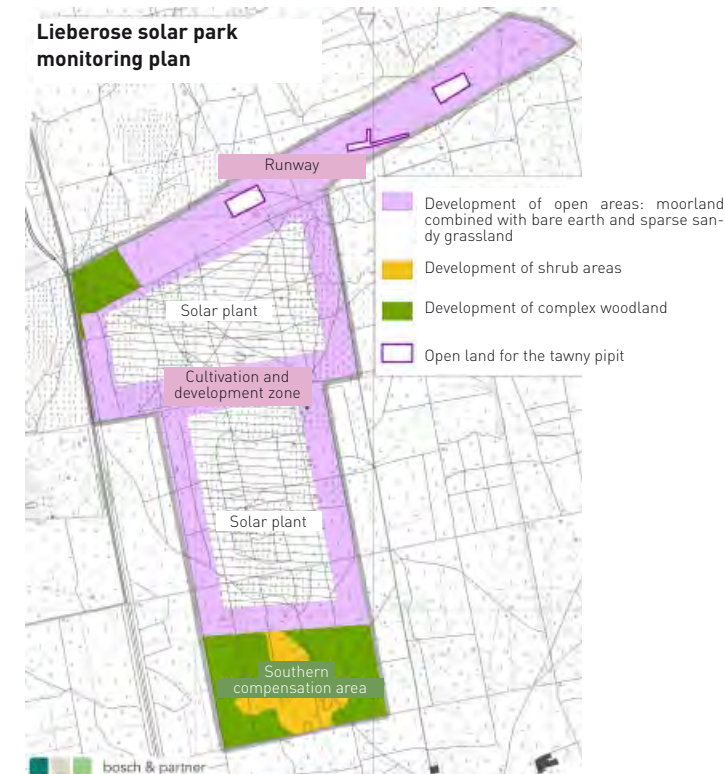 Lieberose solar park
monitoring plan
Runway
Development of open areas: moorland
combined with bare earth and sparse san-
dy grassland
Development of shrub areas
Development of complex woodland
Open land for the tawny pipit
Solar plant
Cultivation and
development zone
Solar plant
Southern
compensation area
bosch & partner